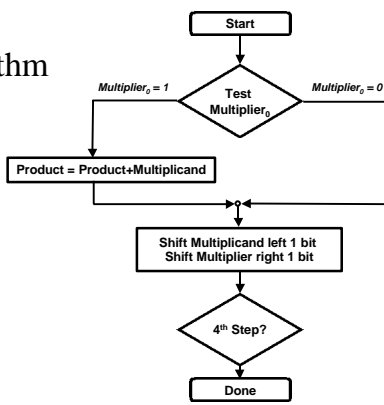 thm
Start
Multiplier₀ = 1
Test
Multiplier₀
Multiplier₀ = 0
Product = Product+Multiplicand
Shift Multiplicand left 1 bit
Shift Multiplier right 1 bit
4th Step?
Done